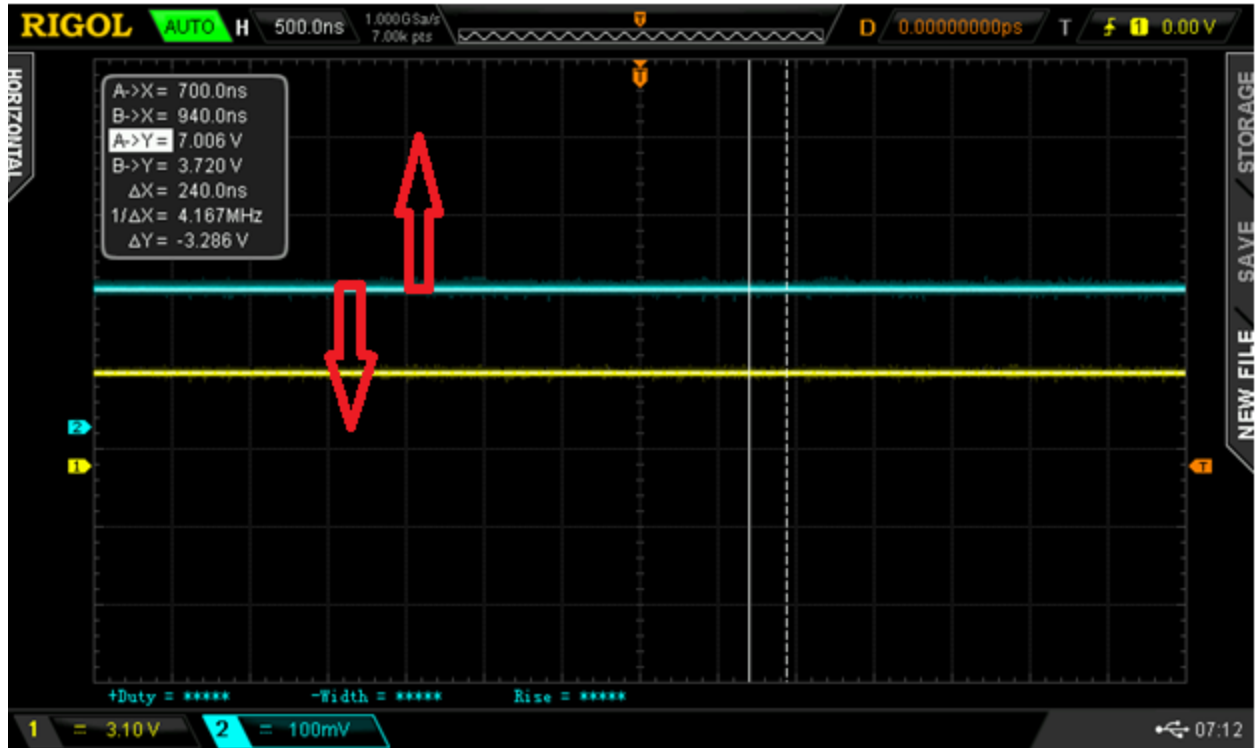 RIGOL AUTO H 500.0ns 1.000GSa/s 7.00k pts D 0.00000000ps T 1 0.00 V
HORIZONTAL
A->X= 700.0ns
B->X= 940.0ns
A->Y= 7.006 V
B->Y= 3.720 V
ΔX= 240.0ns
1/ΔX= 4.167MHz
ΔY= -3.286 V
T
T
STORAGE
SAVE
NEW FILE
2
1
T
+Duty = ***** -Width = ***** Rise = *****
1 = 3.10 V 2 = 100mV 07:12